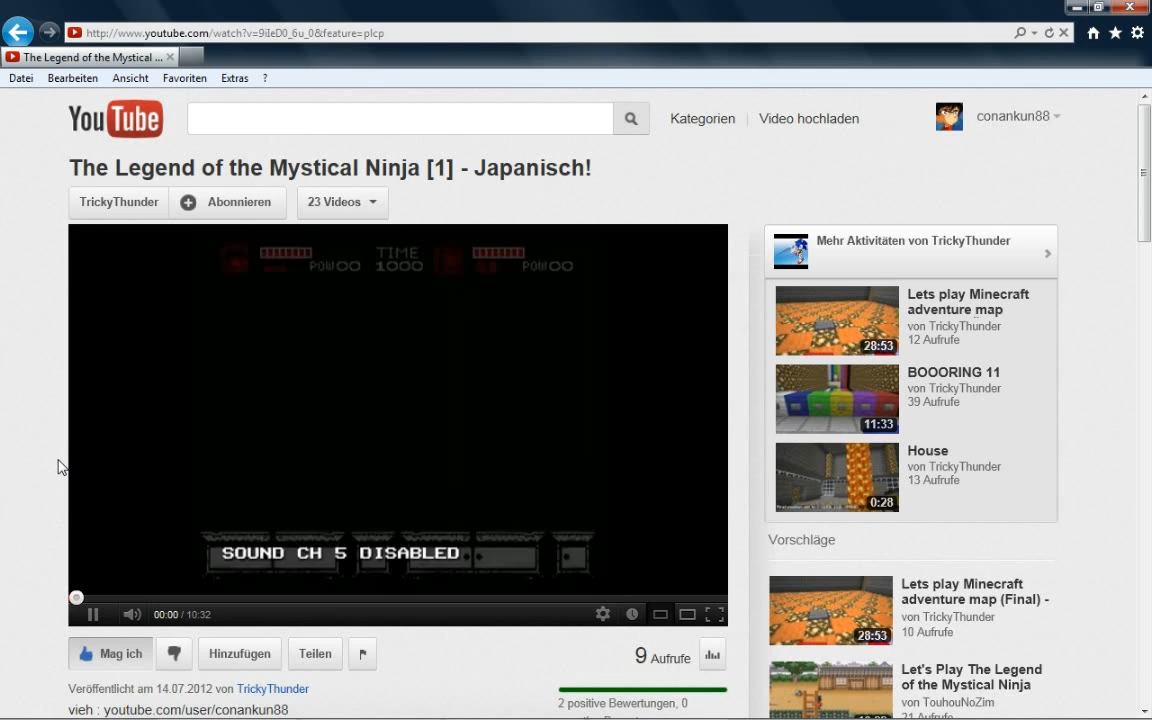 http://www.youtube.com/watch?v=9iIeD0_6u_0&feature=plcp
The Legend of the Mystical ...
Datei Bearbeiten Ansicht Favoriten Extras ?
YouTube
Kategorien Video hochladen conankun88
The Legend of the Mystical Ninja [1] - Japanisch!
TrickyThunder Abonnieren 23 Videos
TIME
POW00 1000 POW00
SOUND CH 5 DISABLED
00:00 / 10:32
Mag ich Hinzufügen Teilen 9 Aufrufe
Veröffentlicht am 14.07.2012 von TrickyThunder
vieh : youtube.com/user/conankun88
2 positive Bewertungen, 0
Mehr Aktivitäten von TrickyThunder
Lets play Minecraft
adventure map
von TrickyThunder
12 Aufrufe
28:53
BOOORING 11
von TrickyThunder
39 Aufrufe
11:33
House
von TrickyThunder
13 Aufrufe
0:28
Vorschläge
Lets play Minecraft
adventure map (Final) -
von TrickyThunder
10 Aufrufe
28:53
Let's Play The Legend
of the Mystical Ninja
von TouhouNoZim
21 Aufrufe